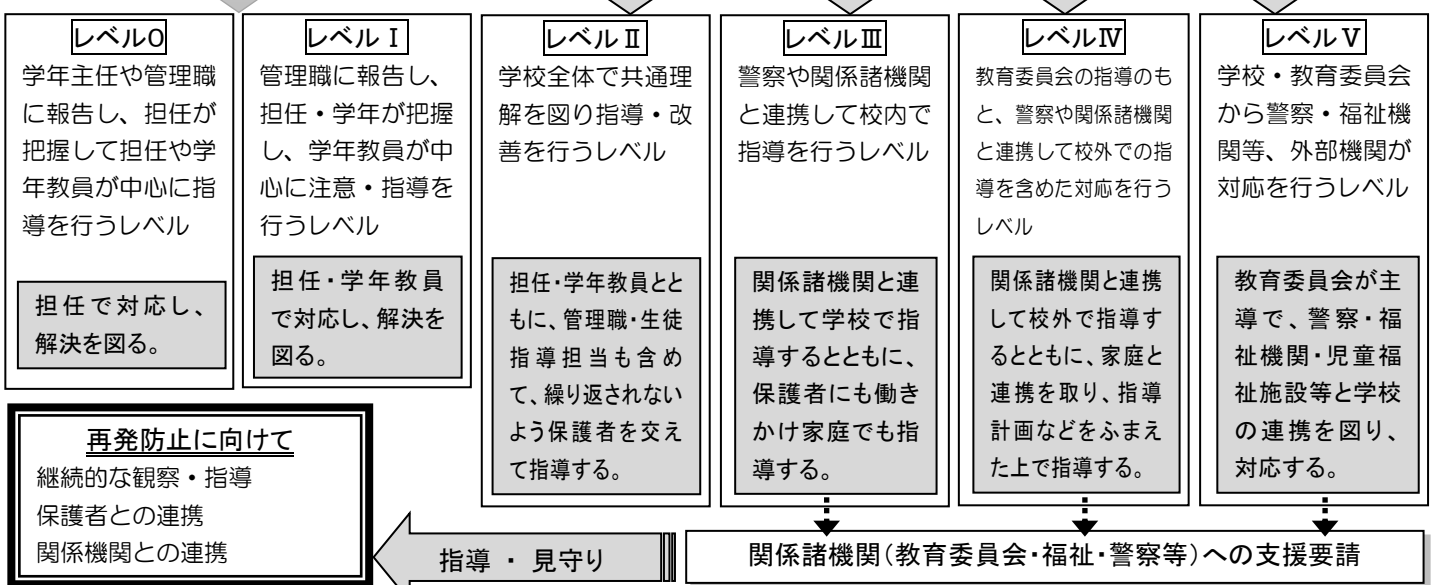 レベル0
学年主任や管理職
に報告し、担任が
把握して担任や学
年教員が中心に指
導を行うレベル
担任で対応し、
解決を図る。
レベルⅠ
管理職に報告し、
担任・学年が把握
し、学年教員が中
心に注意・指導を
行うレベル
担任・学年教員
で対応し、解決を
図る。
レベルⅡ
学校全体で共通理
解を図り指導・改
善を行うレベル
担任・学年教員とと
もに、管理職・生徒
指導担当も含め
て、繰り返されない
よう保護者を交え
て指導する。
レベルⅢ
警察や関係諸機関
と連携して校内で
指導を行うレベル
関係諸機関と連
携して学校で指
導するとともに、
保護者にも働き
かけ家庭でも指
導する。
レベルⅣ
教育委員会の指導のも
と、警察や関係諸機関
と連携して校外での指
導を含めた対応を行う
レベル
関係諸機関と連携
して校外で指導す
るとともに、家庭と
連携を取り、指導
計画などをふまえ
た上で指導する。
レベルⅤ
学校・教育委員会
から警察・福祉機
関等、外部機関が
対応を行うレベル
教育委員会が主
導で、警察・福
祉機関・児童福
祉施設等と学校
の連携を図り、
対応する。
再発防止に向けて
継続的な観察・指導
保護者との連携
関係機関との連携
指導 ・ 見守り
関係諸機関(教育委員会・福祉・警察等)への支援要請